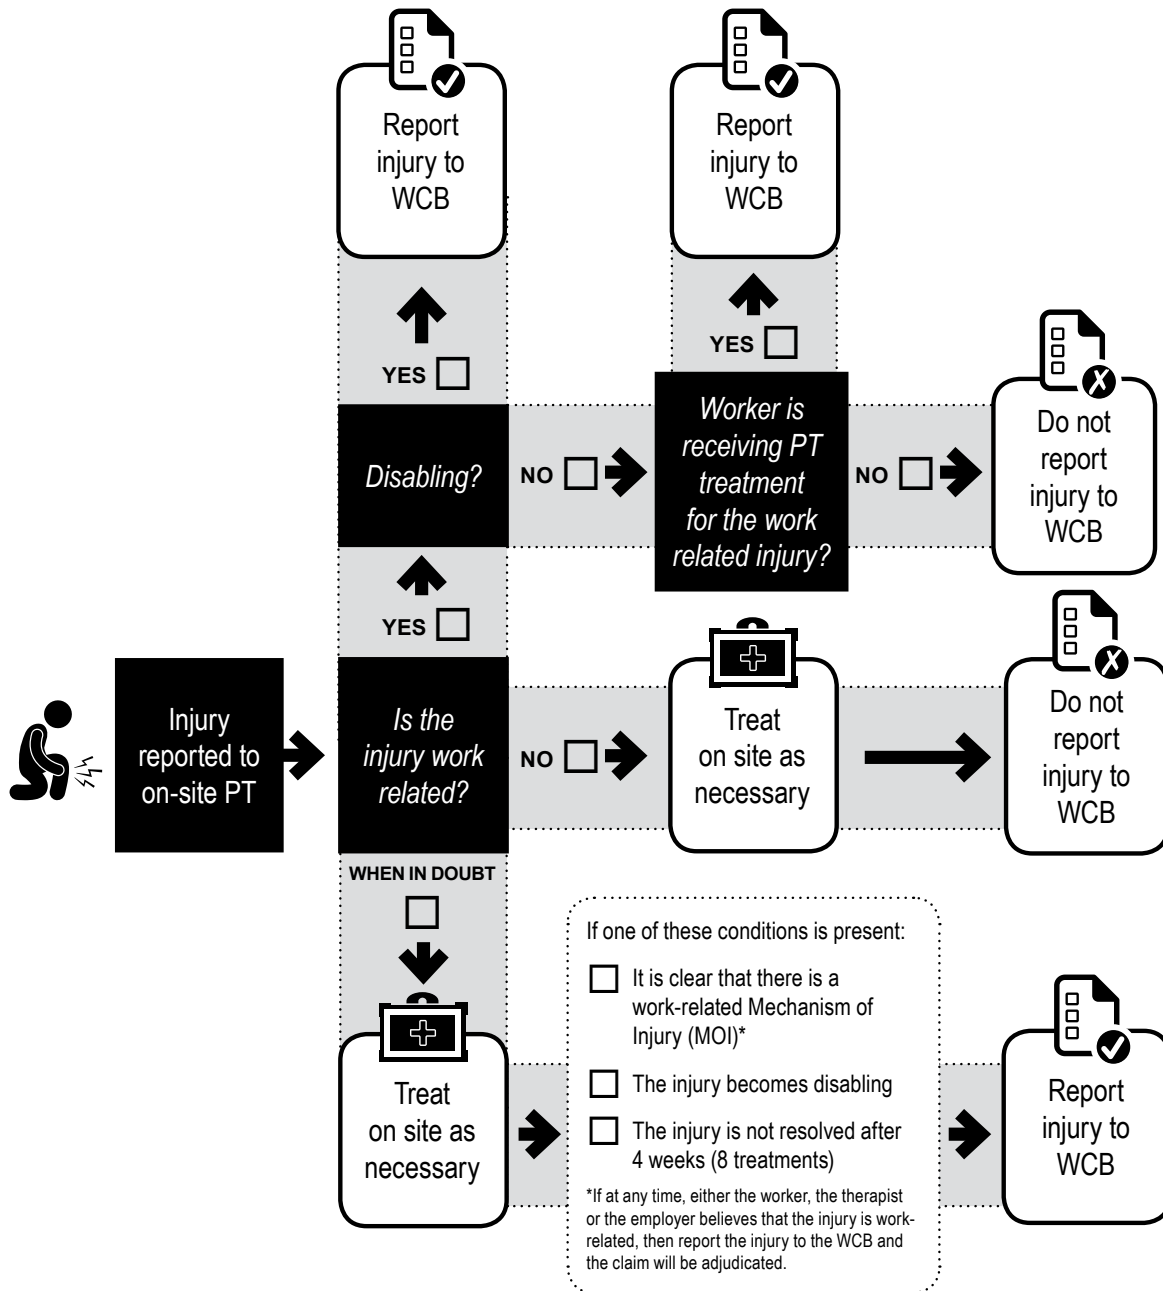 Report
injury to
WCB
Report
injury to
WCB
YES
YES
Disabling?
NO
Worker is
receiving PT
treatment
for the work
related injury?
NO
Do not
report
injury to
WCB
YES
Injury
reported to
on-site PT
Is the
injury work
related?
NO
Treat
on site as
necessary
Do not
report
injury to
WCB
WHEN IN DOUBT
Treat
on site as
necessary
If one of these conditions is present:
It is clear that there is a
work-related Mechanism of
Injury (MOI)*
The injury becomes disabling
The injury is not resolved after
4 weeks (8 treatments)
*If at any time, either the worker, the therapist
or the employer believes that the injury is work-
related, then report the injury to the WCB and
the claim will be adjudicated.
Report
injury to
WCB